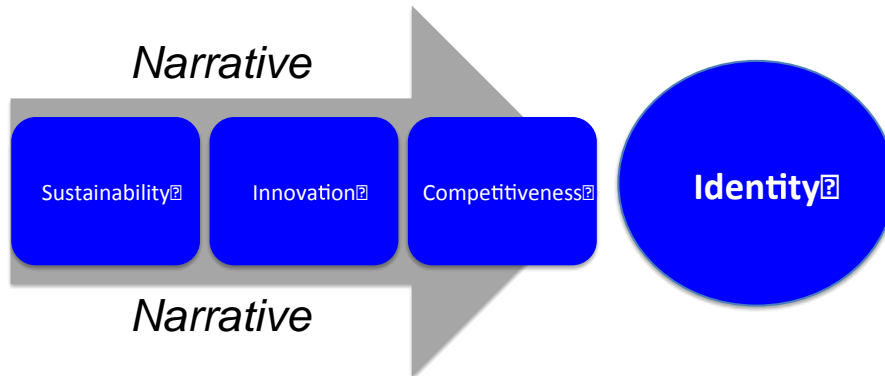 Narrative
Sustainability⍰
Innovation⍰
Competitiveness⍰
Identity⍰
Narrative